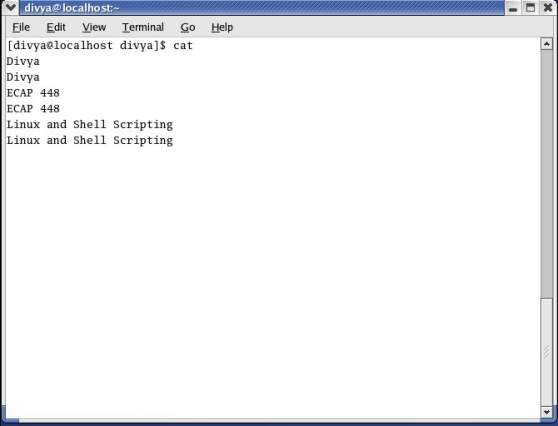 divya@localhost:~
File Edit View Terminal Go Help
[divya@localhost divya]$ cat
Divya
Divya
ECAP 448
ECAP 448
Linux and Shell Scripting
Linux and Shell Scripting